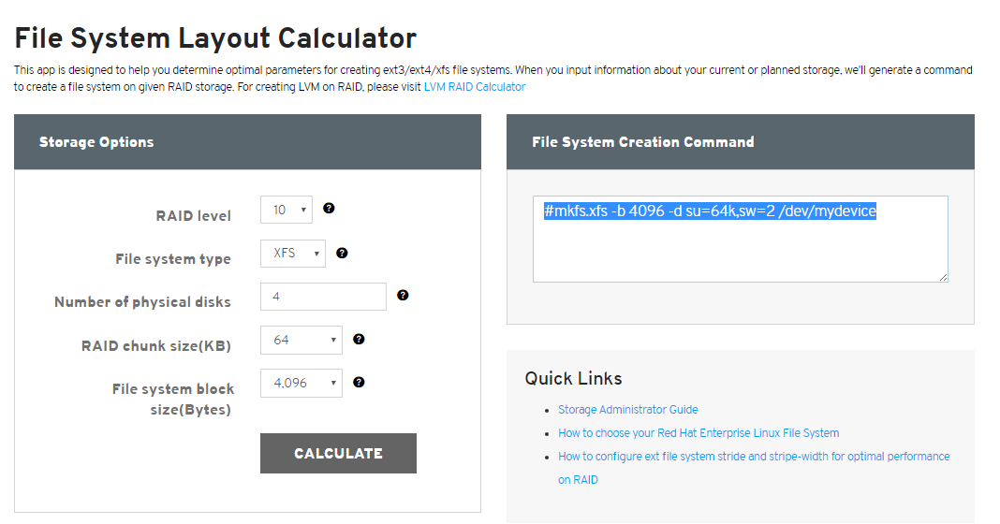 File System Layout Calculator
This app is designed to help you determine optimal parameters for creating ext3/ext4/xfs file systems. When you input information about your current or planned storage, we'll generate a command
to create a file system on given RAID storage. For creating LVM on RAID, please visit LVM RAID Calculator
Storage Options
RAID level
10
File system type
XFS
Number of physical disks
4
RAID chunk size(KB)
64
File system block
size(Bytes)
4,096
CALCULATE
File System Creation Command
#mkfs.xfs -b 4096 -d su=64k,sw=2 /dev/mydevice
Quick Links
Storage Administrator Guide
How to choose your Red Hat Enterprise Linux File System
How to configure ext file system stride and stripe-width for optimal performance
on RAID